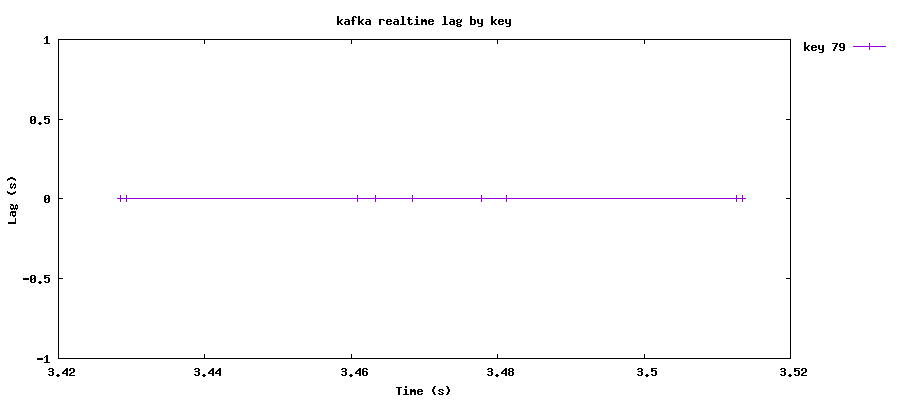 kafka realtime lag by key
key 79
1
0.5
0
-0.5
-1
Lag (s)
3.42 3.44 3.46 3.48 3.5 3.52
Time (s)